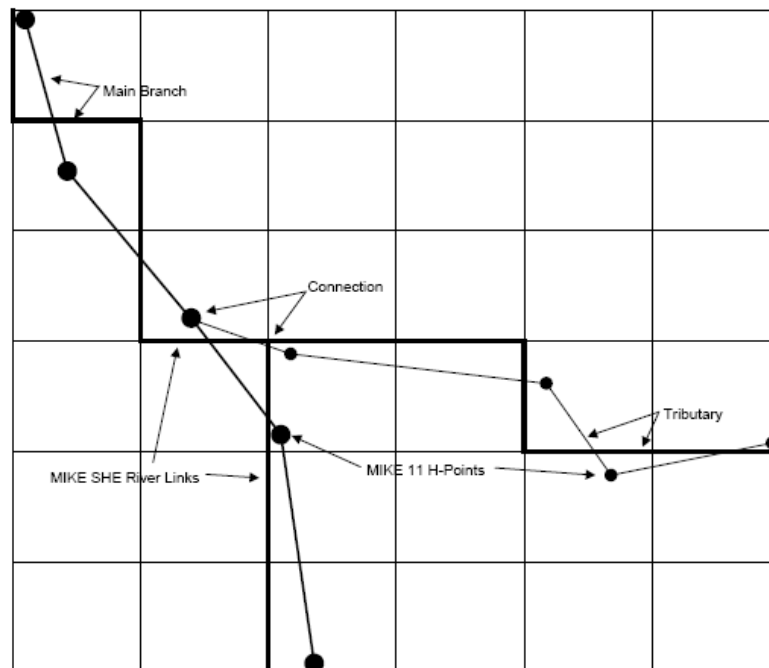 Main Branch
Connection
Tributary
MIKE SHE River Links
MIKE 11 H-Points